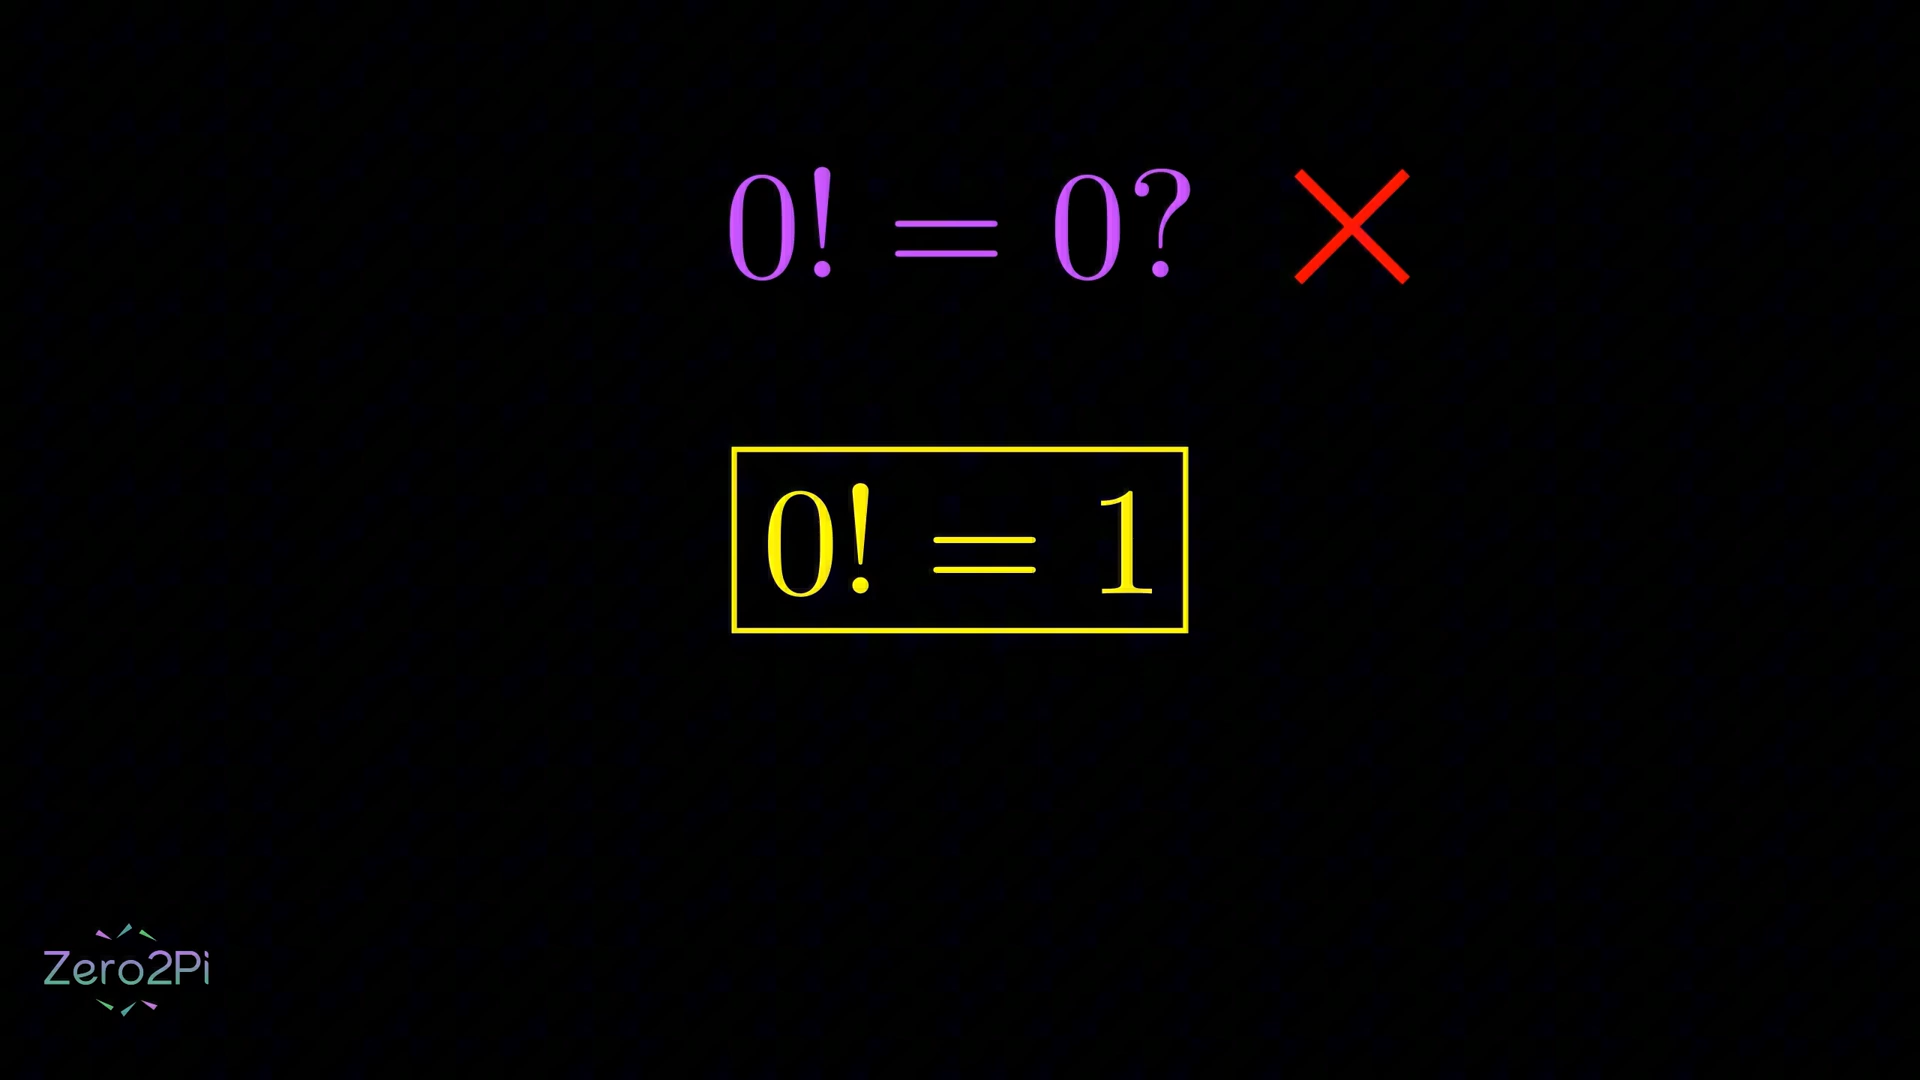 0! = 0?
0! = 1
Zero2Pi